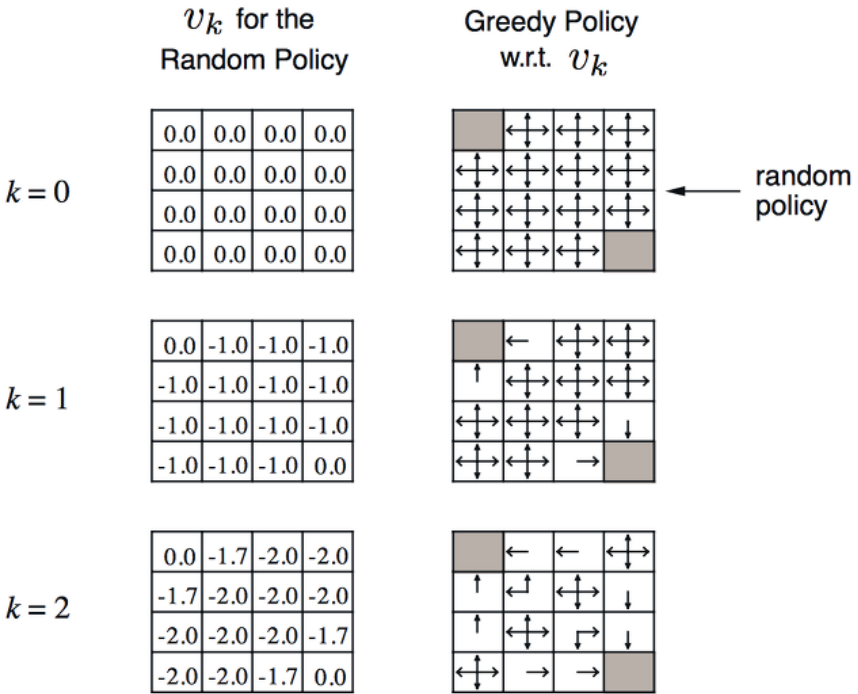 v_k for the
Random Policy
Greedy Policy
w.r.t. v_k
k = 0
0.0 0.0 0.0 0.0
0.0 0.0 0.0 0.0
0.0 0.0 0.0 0.0
0.0 0.0 0.0 0.0
random
policy
k = 1
0.0 -1.0 -1.0 -1.0
-1.0 -1.0 -1.0 -1.0
-1.0 -1.0 -1.0 -1.0
-1.0 -1.0 -1.0 0.0
k = 2
0.0 -1.7 -2.0 -2.0
-1.7 -2.0 -2.0 -2.0
-2.0 -2.0 -2.0 -1.7
-2.0 -2.0 -1.7 0.0